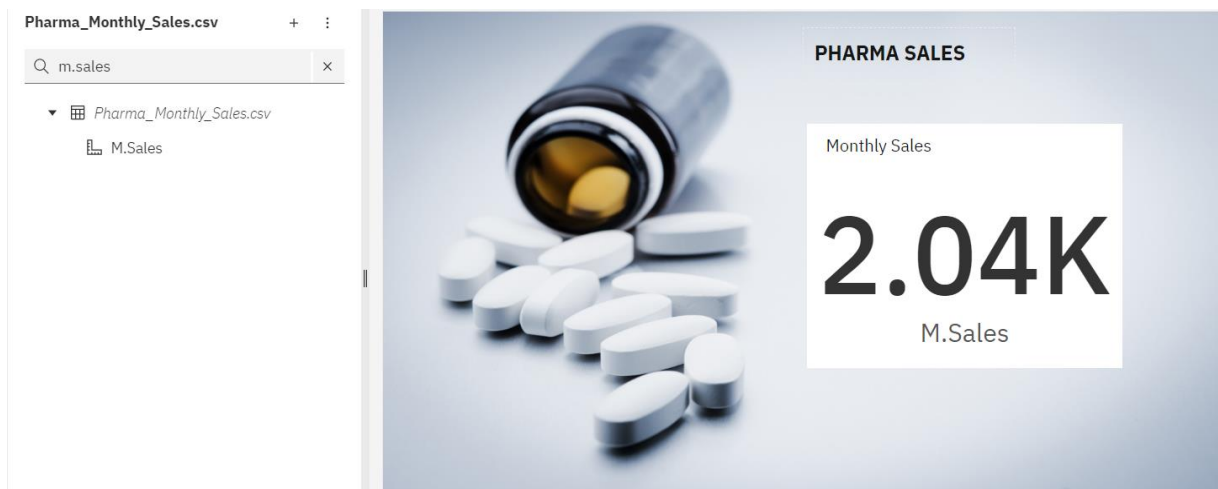 Pharma_Monthly_Sales.csv
m.sales
Pharma_Monthly_Sales.csv
M.Sales
PHARMA SALES
Monthly Sales
2.04K
M.Sales